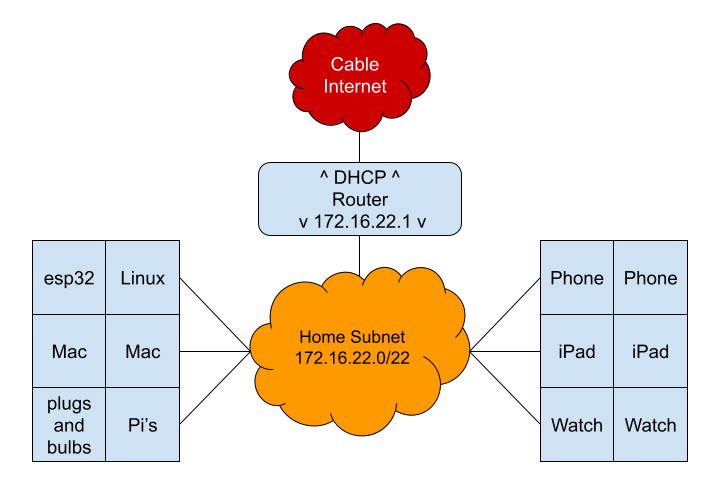 Cable
Internet
^ DHCP ^
Router
v 172.16.22.1 v
esp32
Linux
Mac
Mac
plugs
and
bulbs
Pi's
Home Subnet
172.16.22.0/22
Phone
Phone
iPad
iPad
Watch
Watch